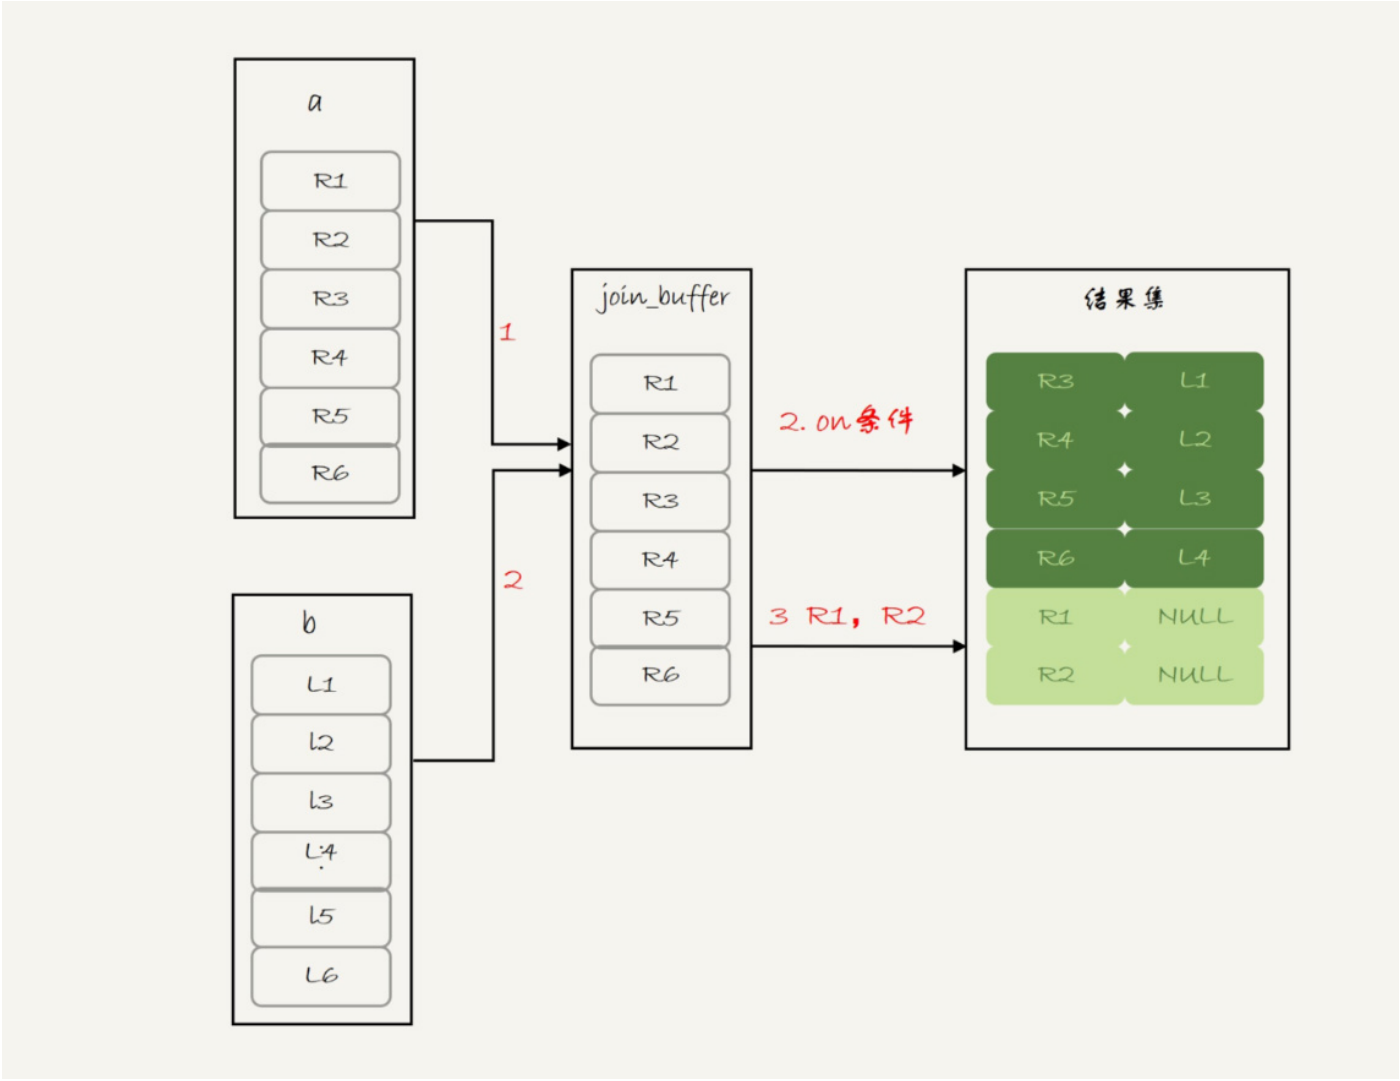 a
R1
R2
R3
R4
R5
R6
1
b
L1
l2
l3
L4
l5
L6
2
join_buffer
R1
R2
R3
R4
R5
R6
2. on条件
3 R1, R2
结果集
R3 L1
R4 L2
R5 L3
R6 L4
R1 NULL
R2 NULL